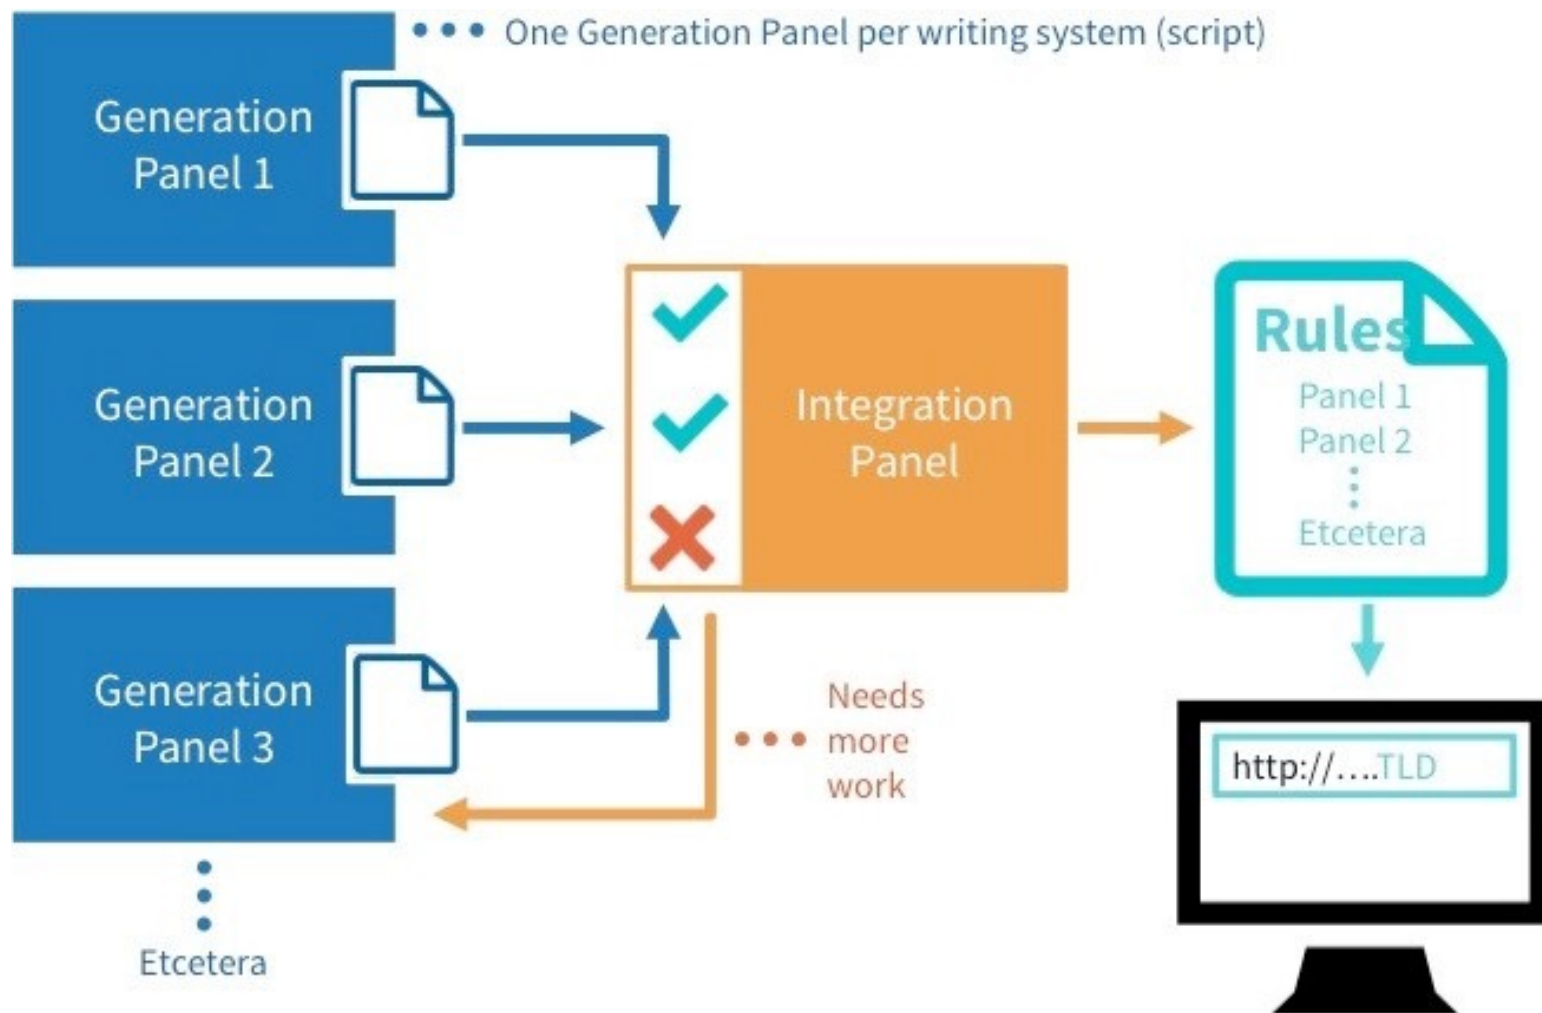 One Generation Panel per writing system (script)
Generation
Panel 1
Generation
Panel 2
Generation
Panel 3
Etcetera
Integration
Panel
Needs
more
work
Rules
Panel 1
Panel 2
Etcetera
http://....TLD